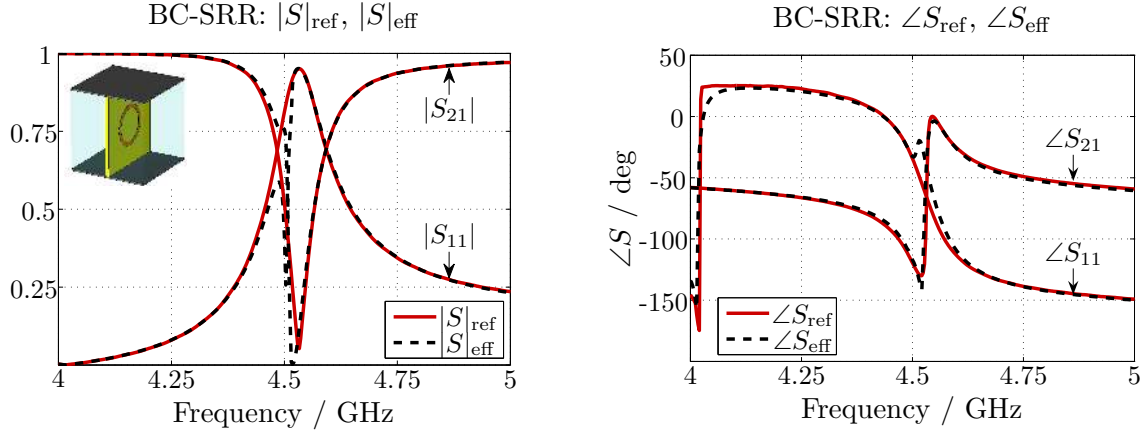 BC-SRR: |S|ref, |S|eff
1
0.75
0.5
0.25
|S21|
|S11|
|S|ref
|S|eff
4
4.25
4.5
4.75
5
Frequency / GHz
BC-SRR: ∠Sref, ∠Seff
50
0
-50
-100
-150
-200
∠S / deg
∠S21
∠S11
∠Sref
∠Seff
4
4.25
4.5
4.75
5
Frequency / GHz